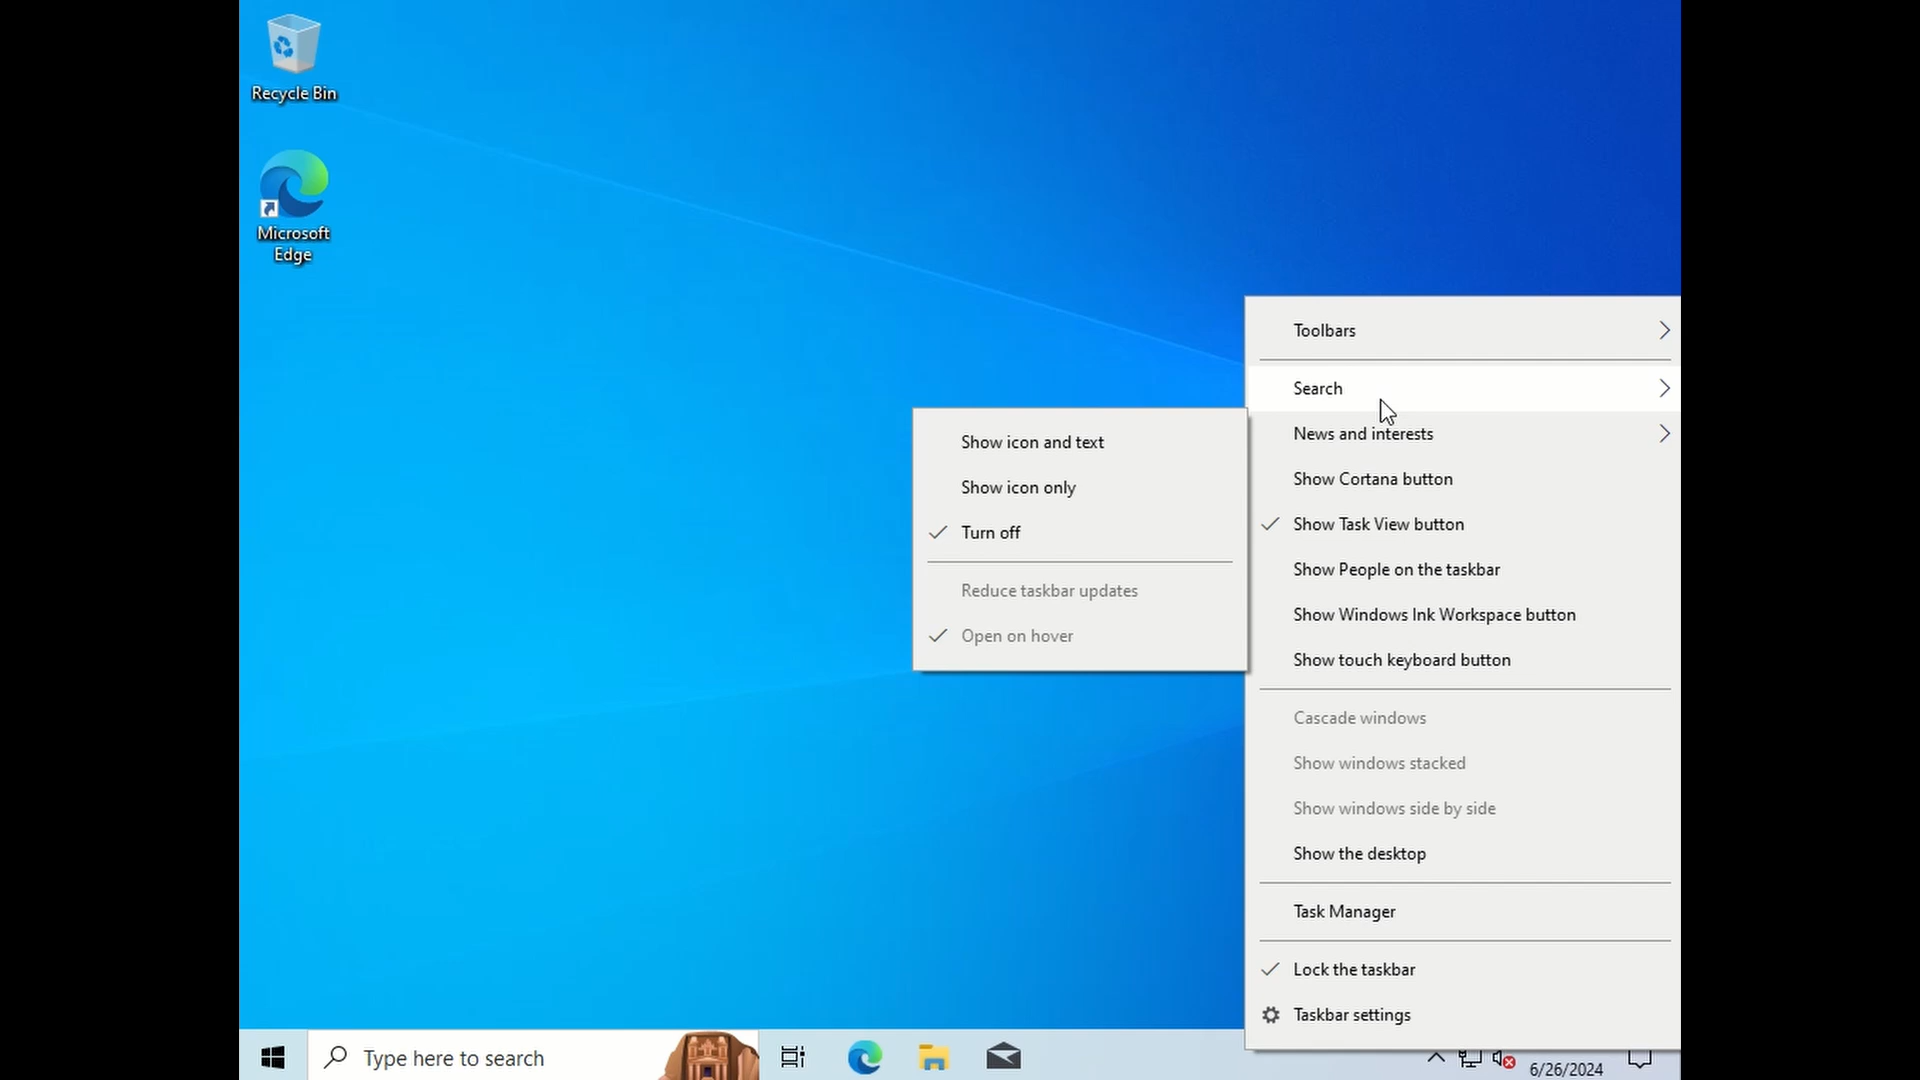 Recycle Bin
Microsoft
Edge
Toolbars
Search
News and interests
Show Cortana button
Show Task View button
Show People on the taskbar
Show Windows Ink Workspace button
Show touch keyboard button
Cascade windows
Show windows stacked
Show windows side by side
Show the desktop
Task Manager
Lock the taskbar
Taskbar settings
Show icon and text
Show icon only
Turn off
Reduce taskbar updates
Open on hover
Type here to search
6/26/2024